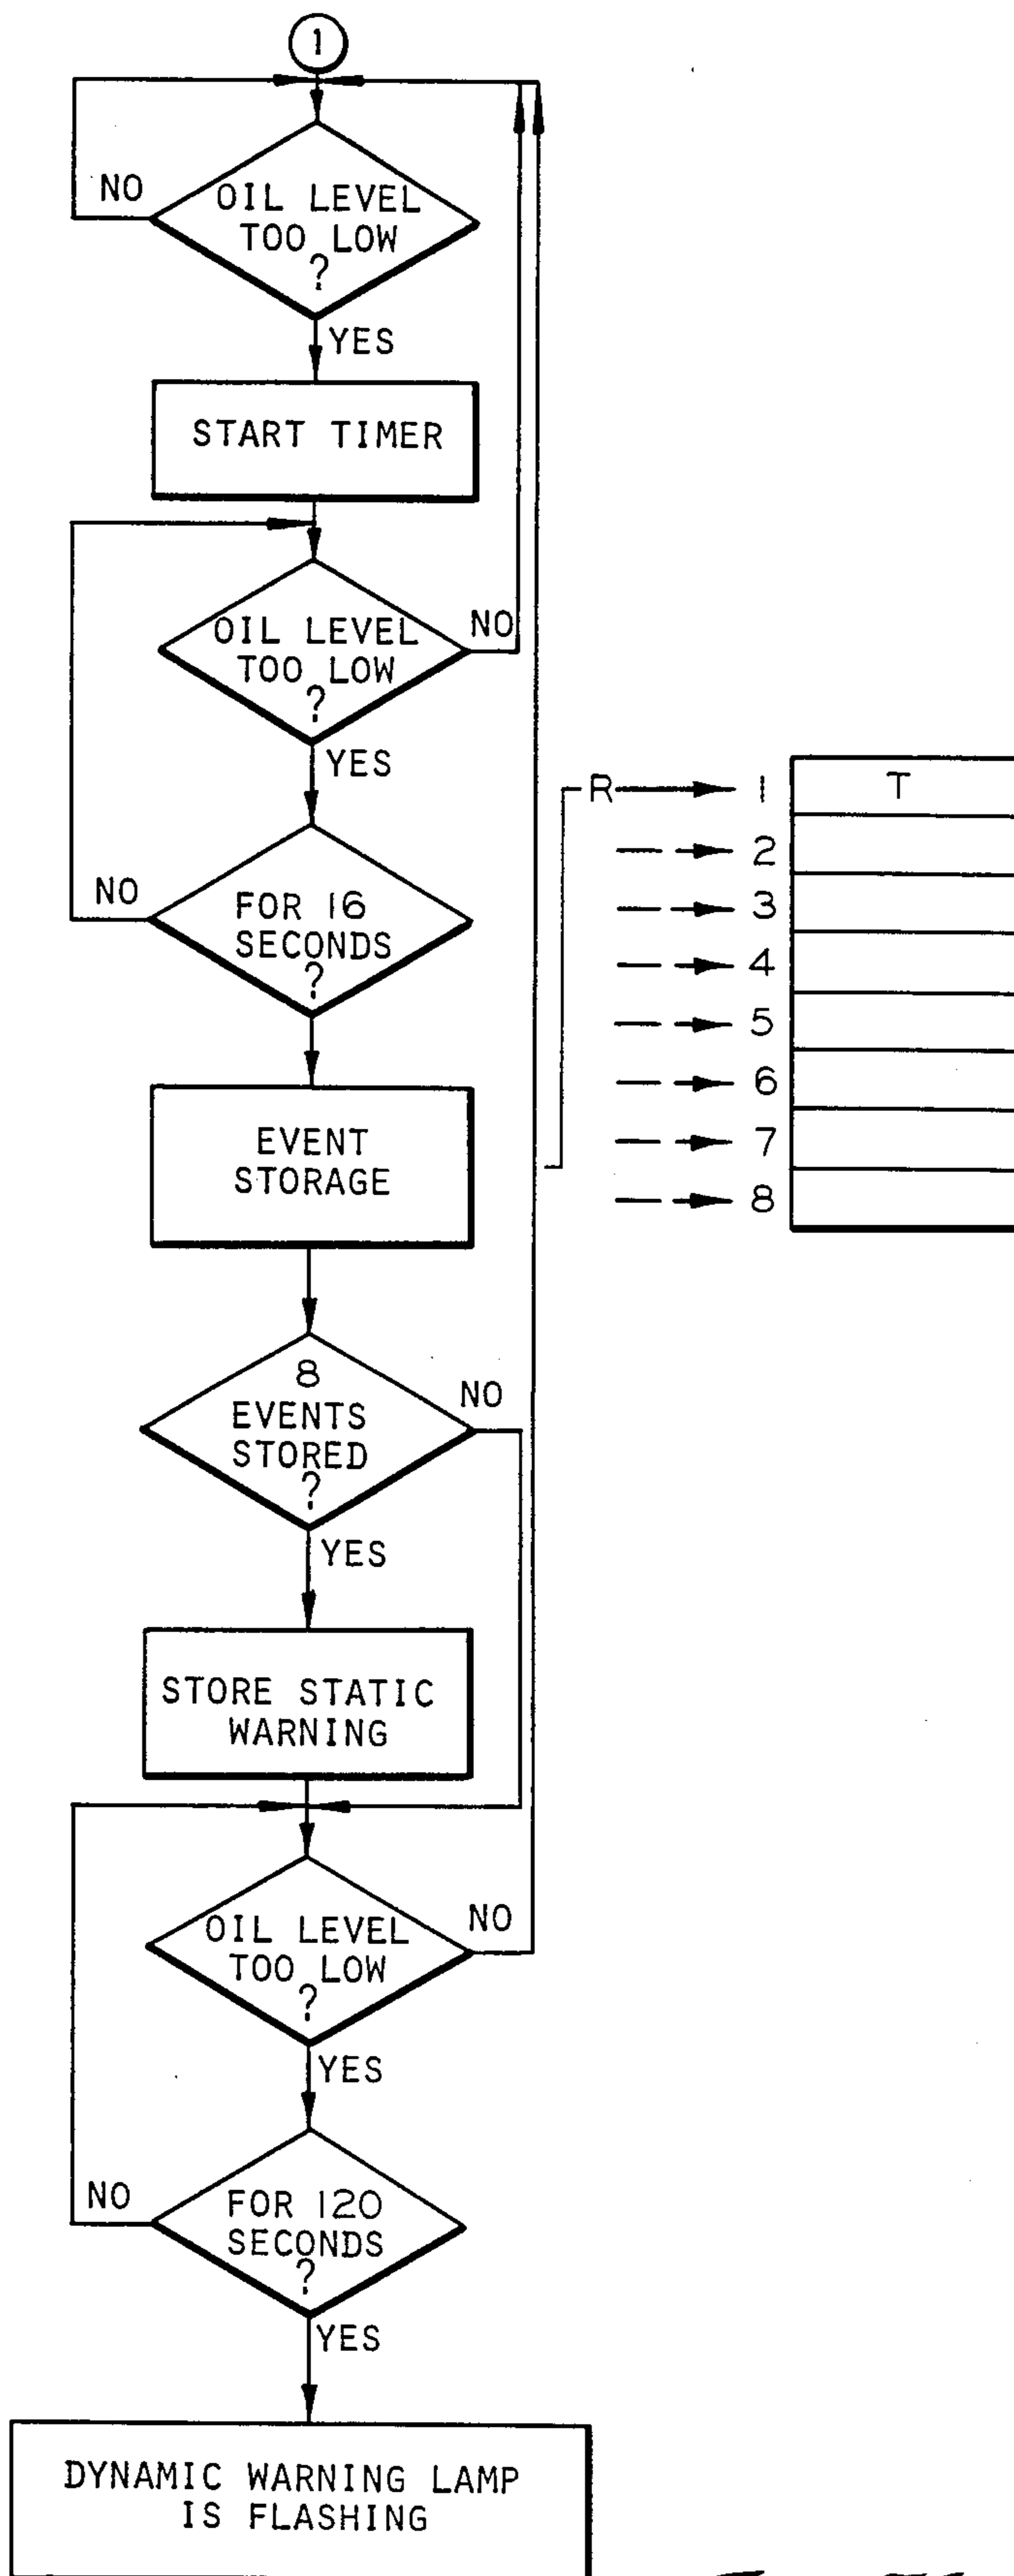 1
NO
OIL LEVEL
TOO LOW
?
YES
START TIMER
OIL LEVEL
TOO LOW
?
NO
YES
NO
FOR 16
SECONDS
?
R
1
T
2
3
4
5
6
7
8
EVENT
STORAGE
8
EVENTS
STORED
?
NO
YES
STORE STATIC
WARNING
OIL LEVEL
TOO LOW
?
NO
YES
NO
FOR 120
SECONDS
?
YES
DYNAMIC WARNING LAMP
IS FLASHING